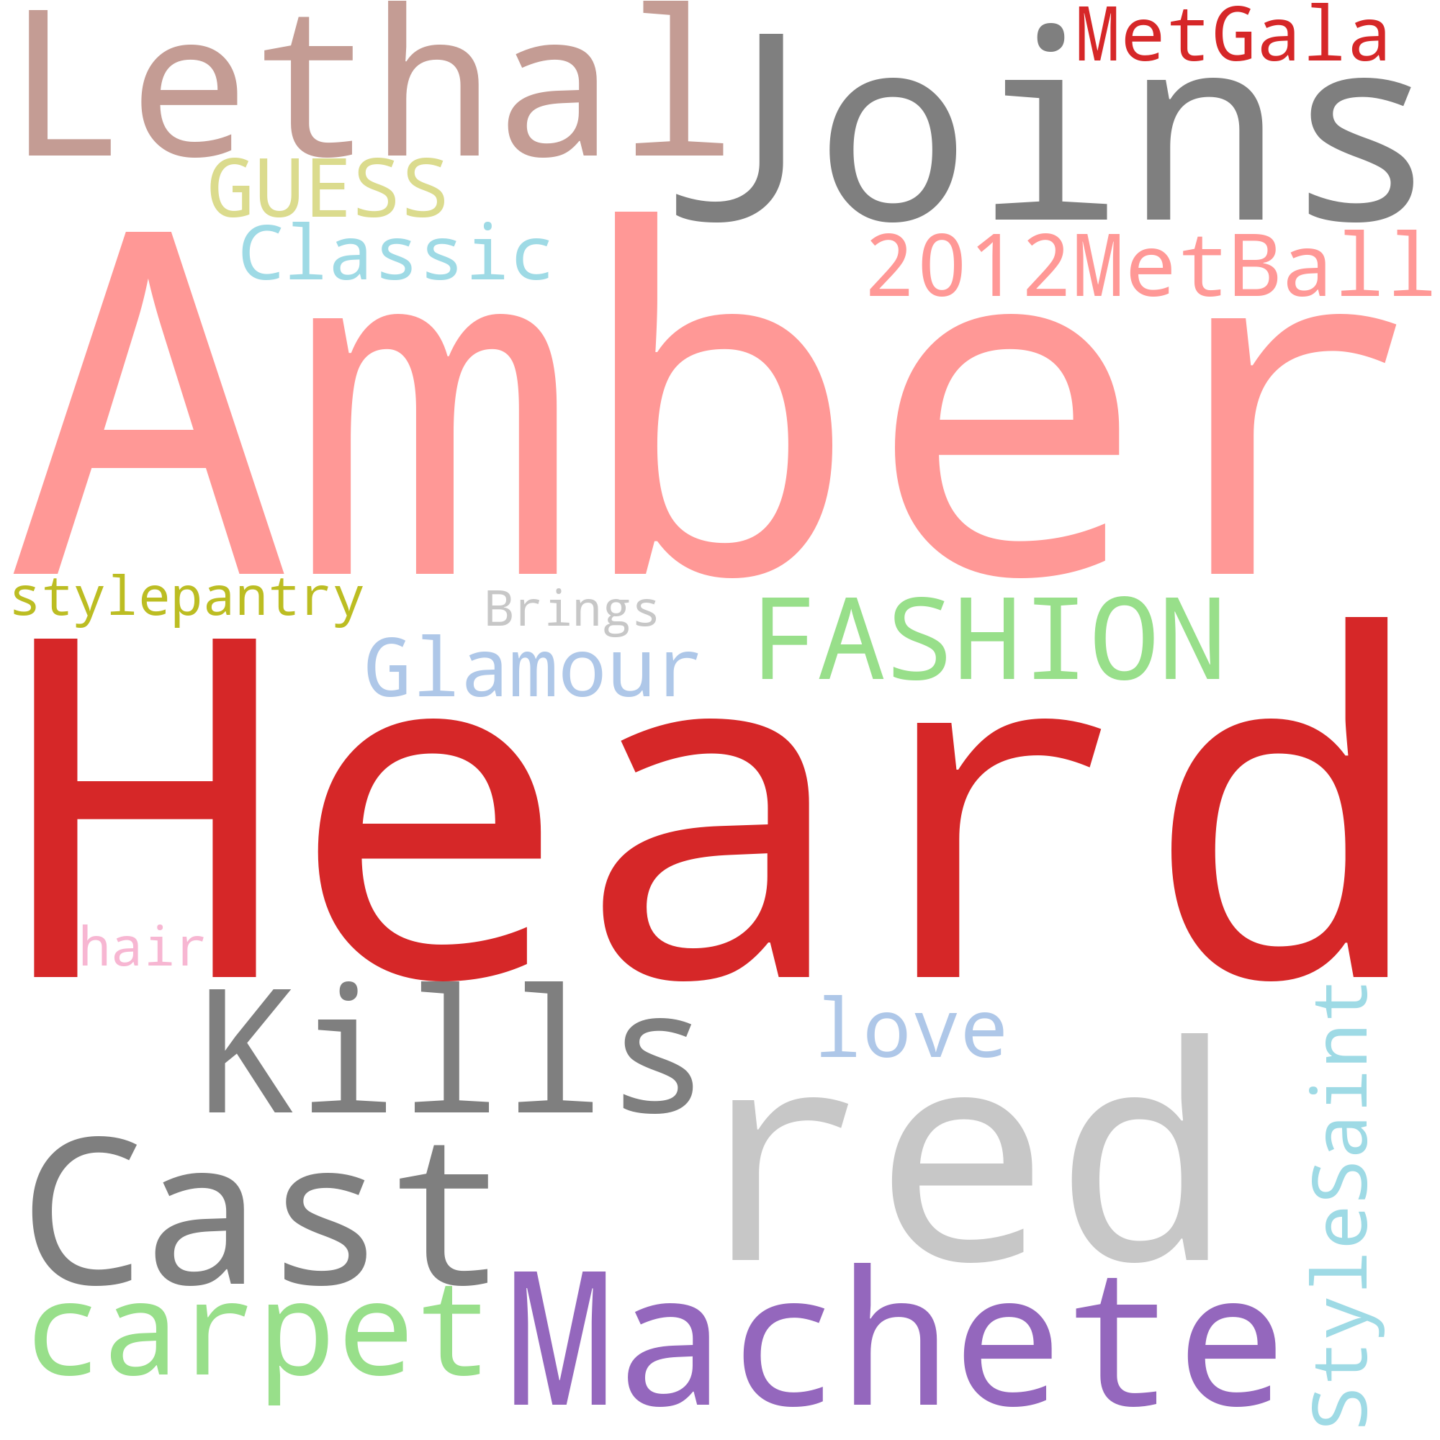 Lethal
Joins
MetGala
GUESS
Classic
2012MetBall
Amber
stylepantry
Brings
Glamour
FASHION
Heard
hair
Kills
love
StyleSaint
red
Cast
carpet
Machete